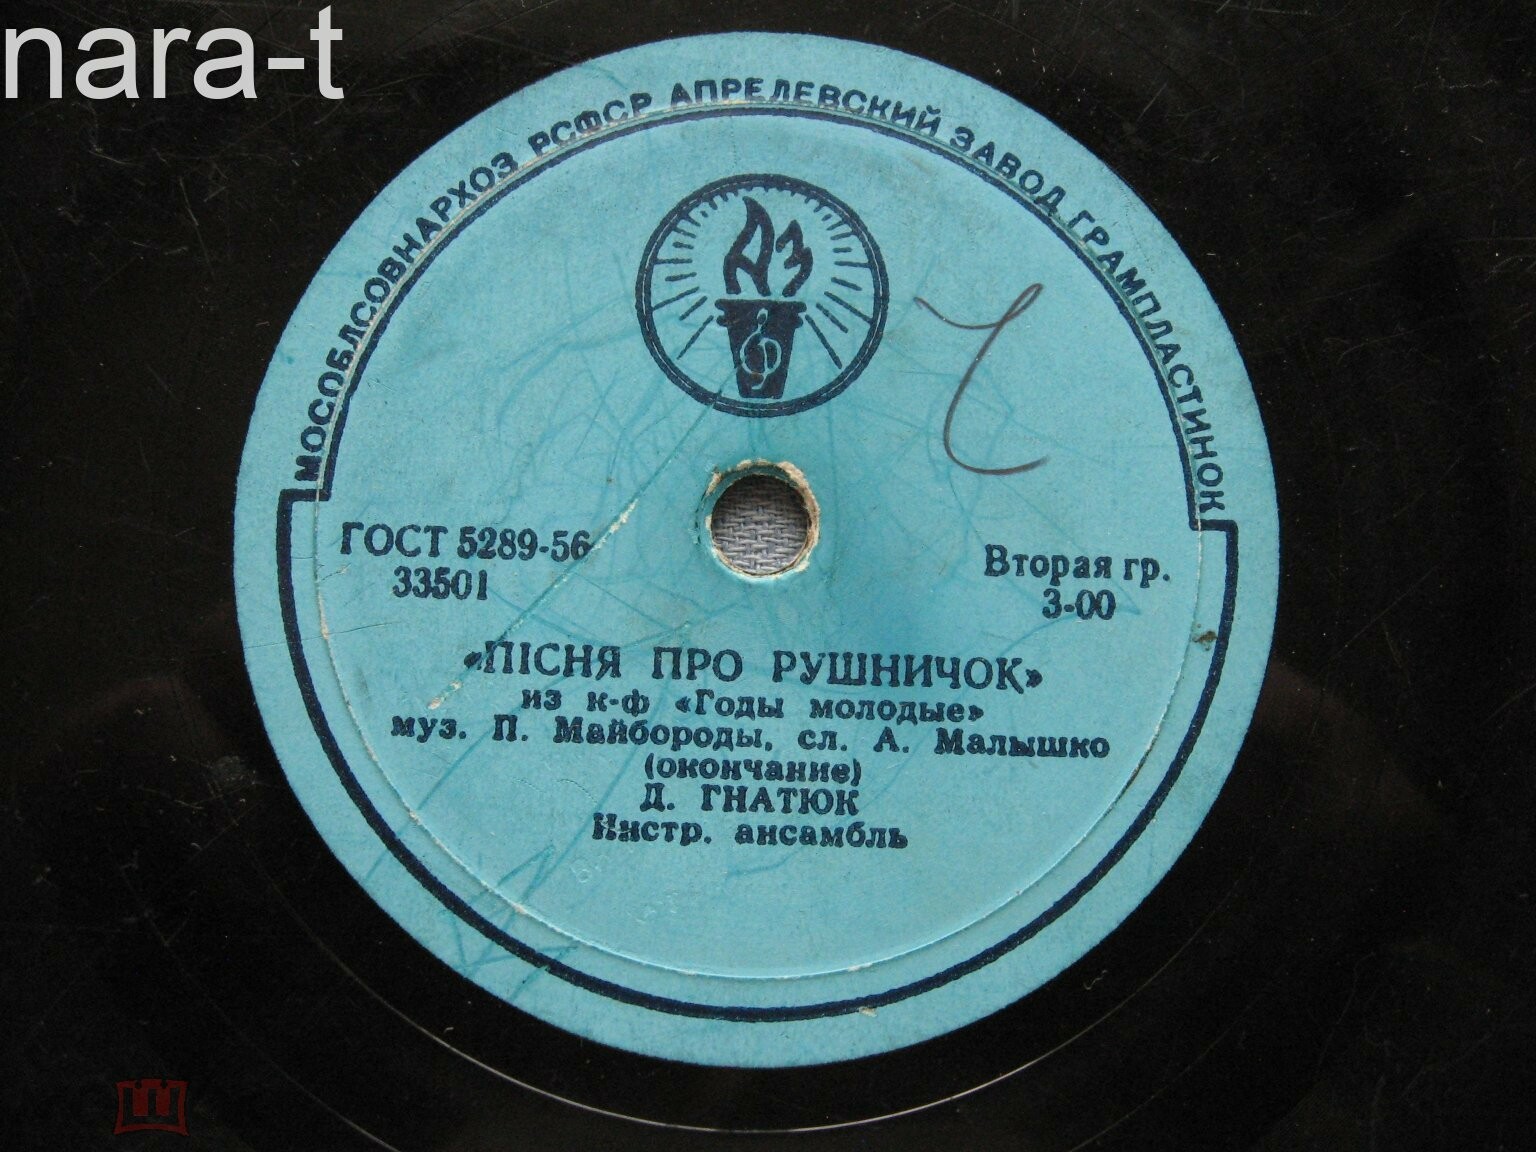 nara-t
МОСОБЛСОВНАРХОЗ РСФСР АПРЕЛЕВСКИЙ ЗАВОД ГРАМПЛАСТИНОК
АЗ
ГОСТ 5289-56
33501
Вторая гр.
3-00
«ПІСНЯ ПРО РУШНИЧОК»
из к-ф «Годы молодые»
муз. П. Майбороды, сл. А. Малышко
(окончание)
Д. ГНАТЮК
Инстр. ансамбль